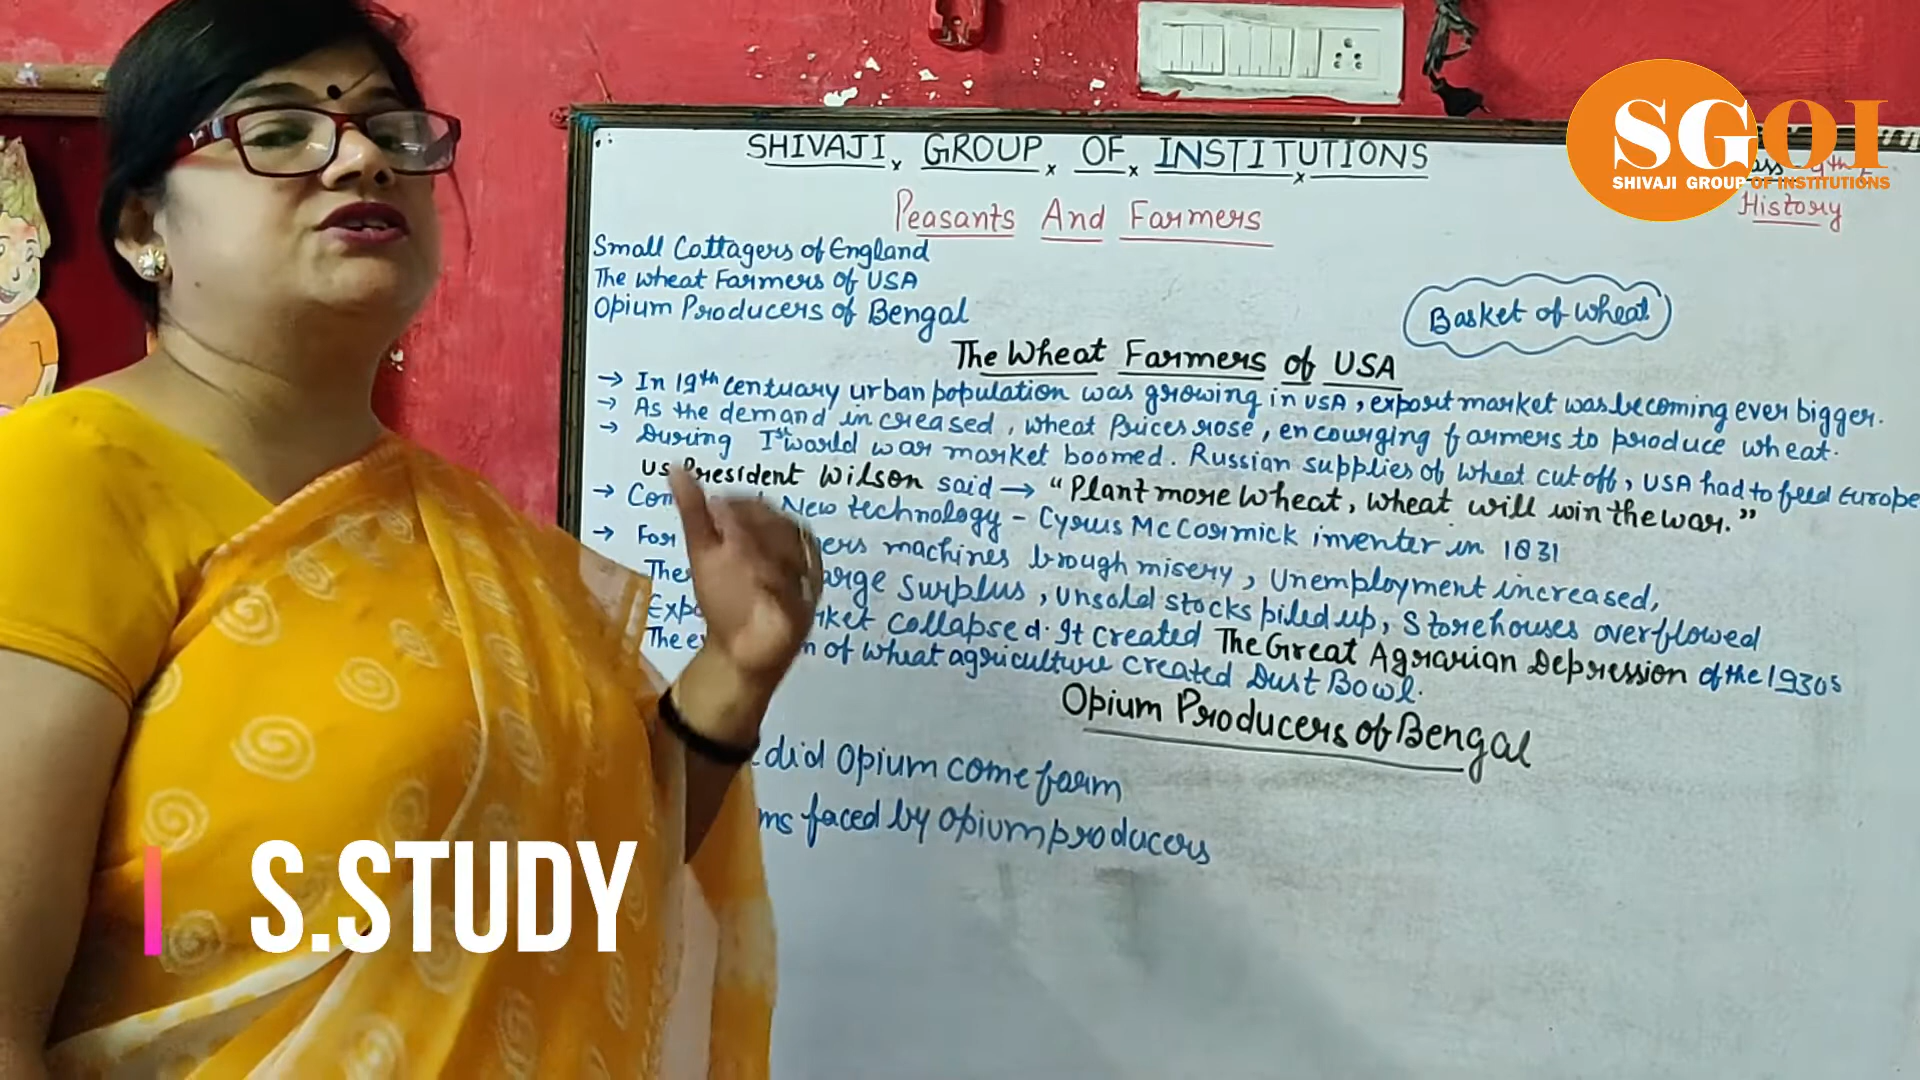 SHIVAJI GROUP OF INSTITUTIONS
SGOI
SHIVAJI GROUP OF INSTITUTIONS
9th
History
Peasants And Farmers
Small Cottagers of England
The wheat Farmers of USA
Opium Producers of Bengal
Basket of wheat
The Wheat Farmers of USA
→ In 19th centuary urban population was growing in USA, export market was becoming ever bigger.
→ As the demand increased, wheat Prices rose, encourging farmers to produce wheat.
→ During Ist world war market boomed. Russian supplies of wheat cut off, USA had to feed Europe
US President Wilson said → "Plant more wheat, wheat will win the war."
→ New technology - Cyrus McCormick inventer in 1831
→ For machines brough misery, Unemployment increased,
large surplus, unsold stocks piled up, Storehouses overflowed
collapsed. It created The Great Agrarian Depression of the 1930s
The of wheat agriculture created Dust Bowl.
Opium Producers of Bengal
did Opium come farm
faced by opium producers
S.STUDY